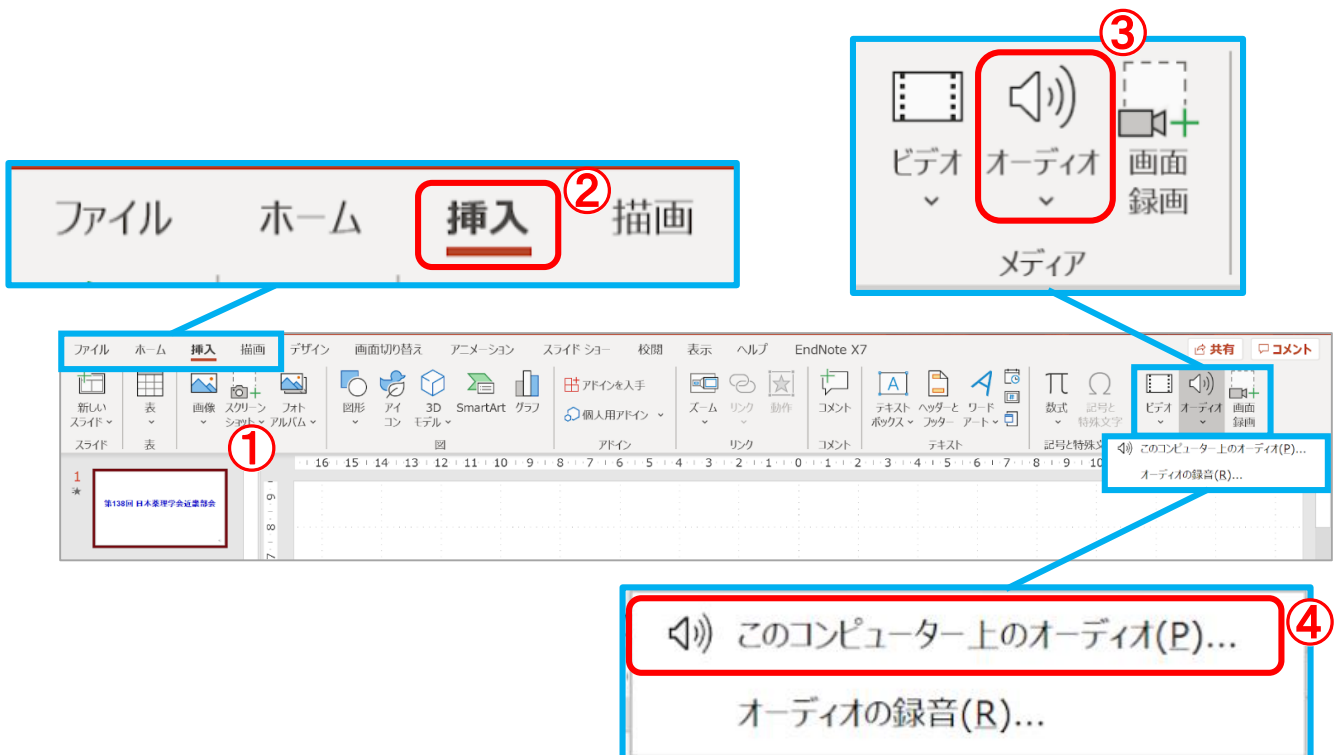 ③
ビデオ オーディオ 画面
録画
メディア
②
ファイル ホーム 挿入 描画
ファイル ホーム 挿入 描画 デザイン 画面切り替え アニメーション スライド ショー 校閲 表示 ヘルプ EndNote X7 共有 コメント
新しい 表 画像 スクリーン フォト 図形 アイ 3D SmartArt グラフ アドインを入手 個人用アドイン ズーム リンク 動作 コメント テキスト ヘッダーと ワード 数式 記号と ビデオ オーディオ 画面
スライド ショット アルバム コン モデル ボックス フッター アート 特殊文字 録画
スライド 表 図 アドイン リンク コメント テキスト 記号と特殊文
①
16 15 14 13 12 11 10 9 8 7 6 5 4 3 2 1 0 1 2 3 4 5 6 7 8 9 10
このコンピューター上のオーディオ(P)...
オーディオの録音(R)...
1
第138回 日本薬理学会近畿部会
9
8
7
④
このコンピューター上のオーディオ(P)...
オーディオの録音(R)...